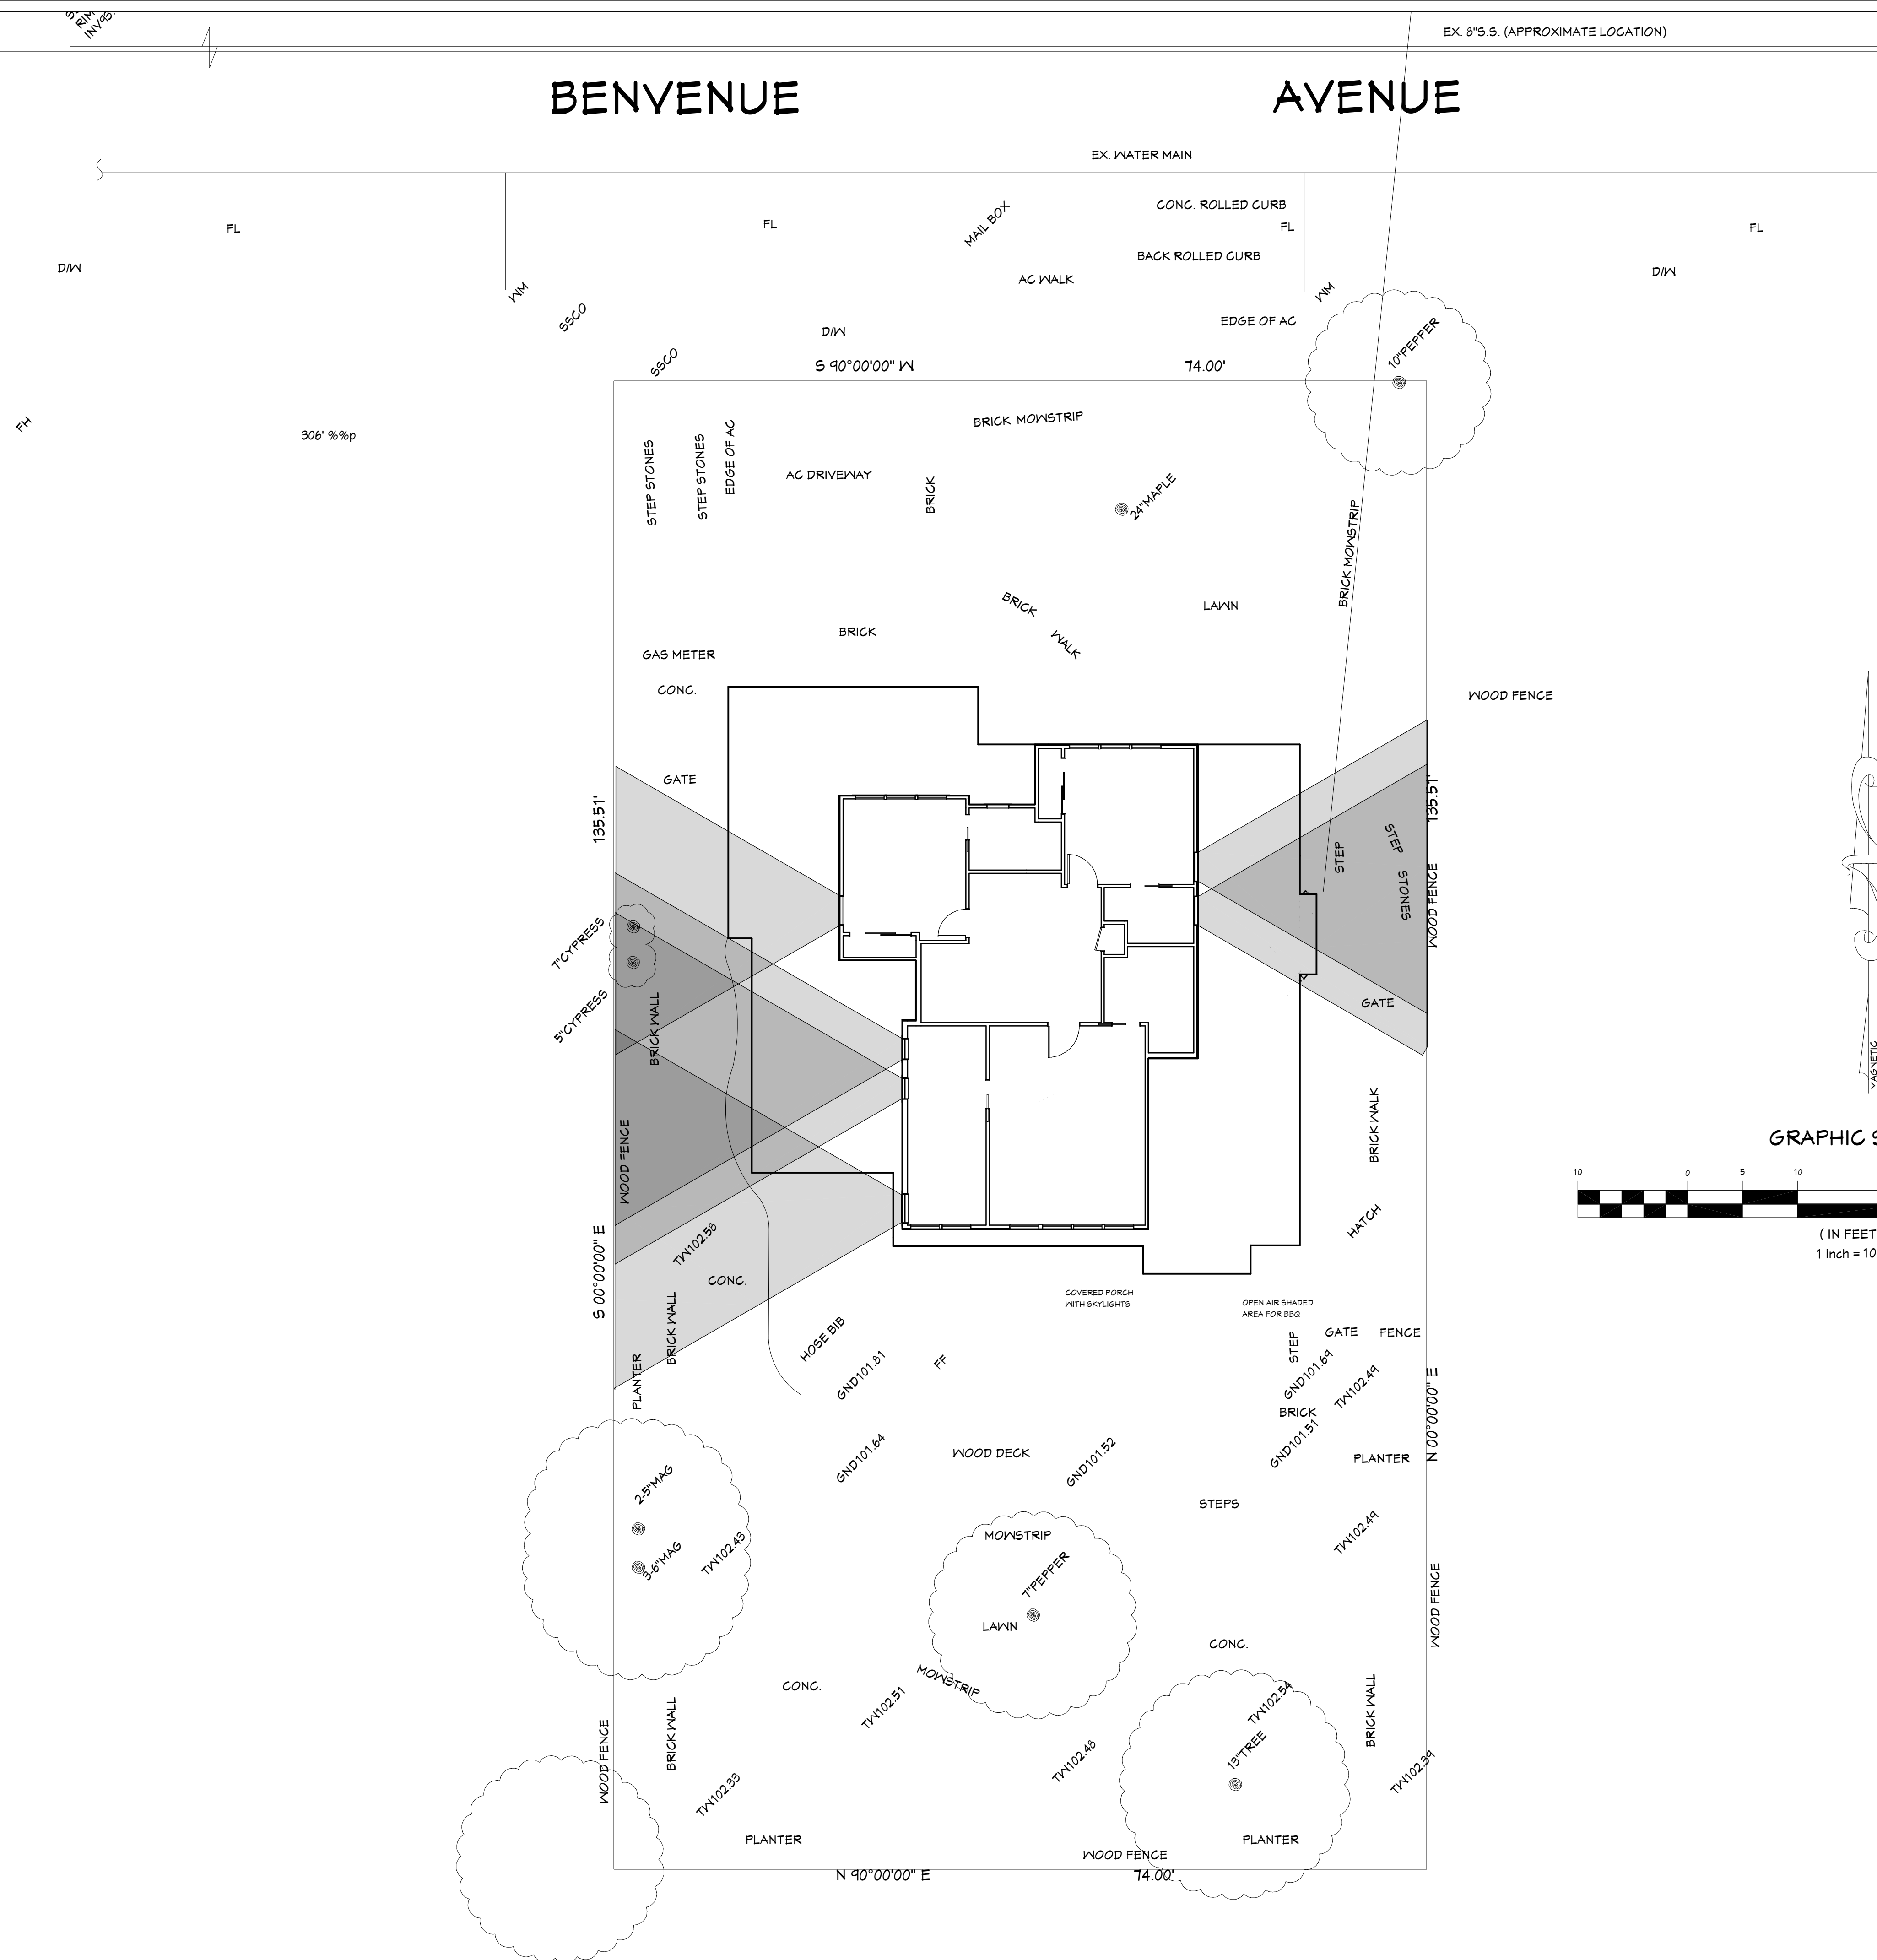 RIM
INV93.
EX. 8"S.S. (APPROXIMATE LOCATION)
BENVENUE AVENUE
EX. WATER MAIN
CONC. ROLLED CURB
MAIL BOX
FL
FL
FL
FL
BACK ROLLED CURB
D/W
D/W
AC WALK
WM
WM
SSCO
EDGE OF AC
D/W
SSCO
10"PEPPER
S 90°00'00" W
74.00'
FH
306' %%p
BRICK MOWSTRIP
STEP STONES
STEP STONES
EDGE OF AC
AC DRIVEWAY
BRICK
24"MAPLE
BRICK MOWSTRIP
BRICK
WALK
LAWN
BRICK
GAS METER
CONC.
WOOD FENCE
GATE
135.51'
135.51'
STEP
STEP STONES
WOOD FENCE
7"CYPRESS
5"CYPRESS
BRICK WALL
GATE
MAGNETIC
BRICK WALK
GRAPHIC S
10
0
5
10
WOOD FENCE
HATCH
( IN FEET
1 inch = 10
TW102.58
S 00°00'00" E
CONC.
COVERED PORCH
WITH SKYLIGHTS
OPEN AIR SHADED
AREA FOR BBQ
BRICK WALL
HOSE BIB
STEP
GATE
FENCE
PLANTER
GND101.81
FF
GND101.69
TW102.49
BRICK
N 00°00'00" E
GND101.64
WOOD DECK
GND101.52
GND101.51
PLANTER
2-5"MAG
STEPS
MOWSTRIP
TW102.49
3-6"MAG
TW102.43
7"PEPPER
WOOD FENCE
LAWN
CONC.
MOWSTRIP
CONC.
TW102.51
TW102.54
BRICK WALL
BRICK WALL
WOOD FENCE
13"TREE
TW102.48
TW102.39
TW102.33
PLANTER
PLANTER
WOOD FENCE
N 90°00'00" E
74.00'